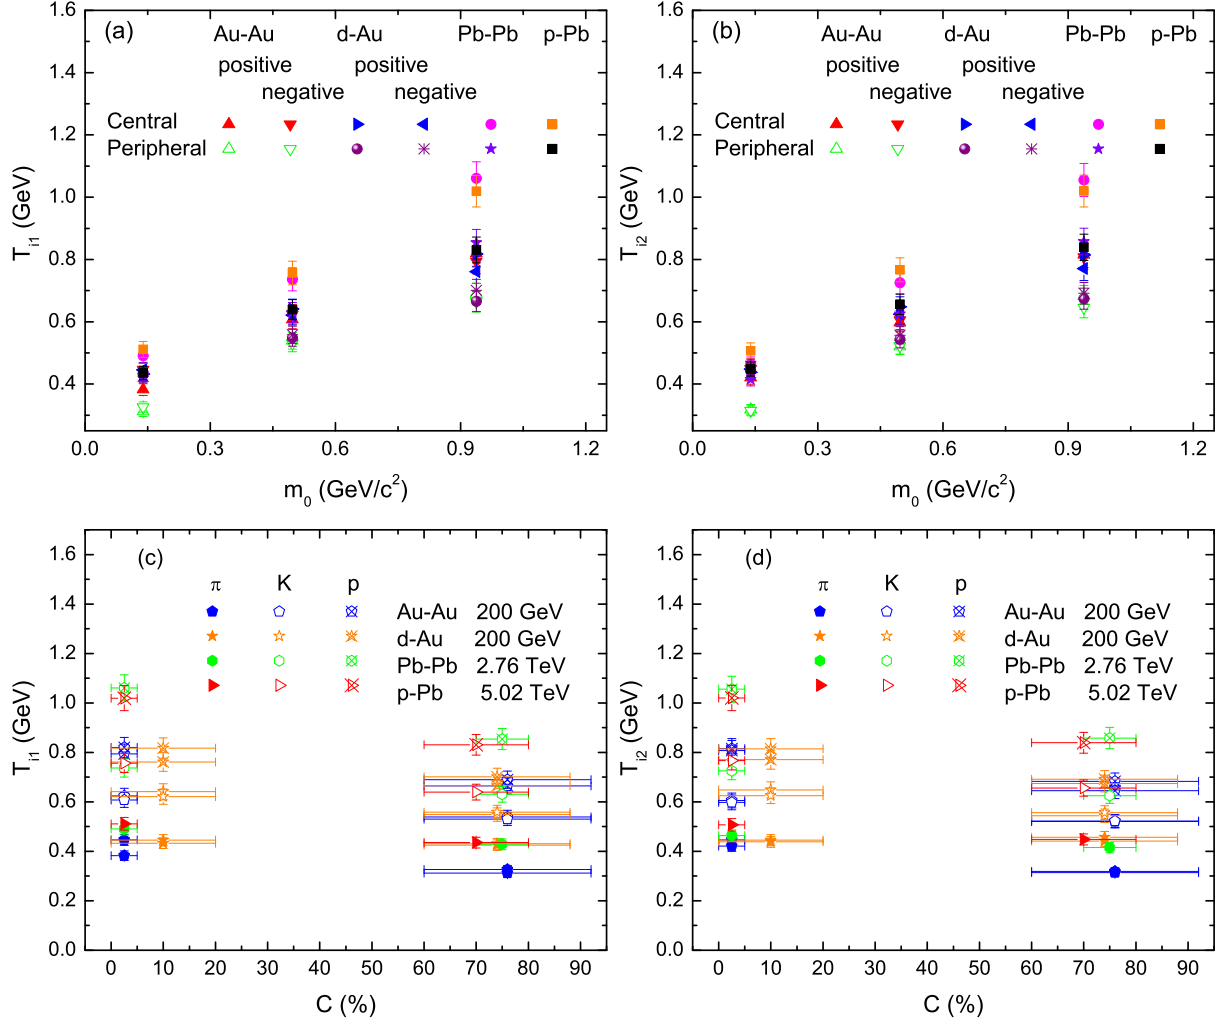 (a)
Au-Au d-Au Pb-Pb p-Pb
positive positive
negative negative
Central
Peripheral
1.6
1.4
1.2
1.0
0.8
0.6
0.4
T_i1 (GeV)
0.0 0.3 0.6 0.9 1.2
m_0 (GeV/c^2)
(b)
Au-Au d-Au Pb-Pb p-Pb
positive positive
negative negative
Central
Peripheral
1.6
1.4
1.2
1.0
0.8
0.6
0.4
T_i2 (GeV)
0.0 0.3 0.6 0.9 1.2
m_0 (GeV/c^2)
(c)
π K p
Au-Au 200 GeV
d-Au 200 GeV
Pb-Pb 2.76 TeV
p-Pb 5.02 TeV
1.6
1.4
1.2
1.0
0.8
0.6
0.4
0.2
0.0
T_i1 (GeV)
0 10 20 30 40 50 60 70 80 90
C (%)
(d)
π K p
Au-Au 200 GeV
d-Au 200 GeV
Pb-Pb 2.76 TeV
p-Pb 5.02 TeV
1.6
1.4
1.2
1.0
0.8
0.6
0.4
0.2
0.0
T_i2 (GeV)
0 10 20 30 40 50 60 70 80 90
C (%)